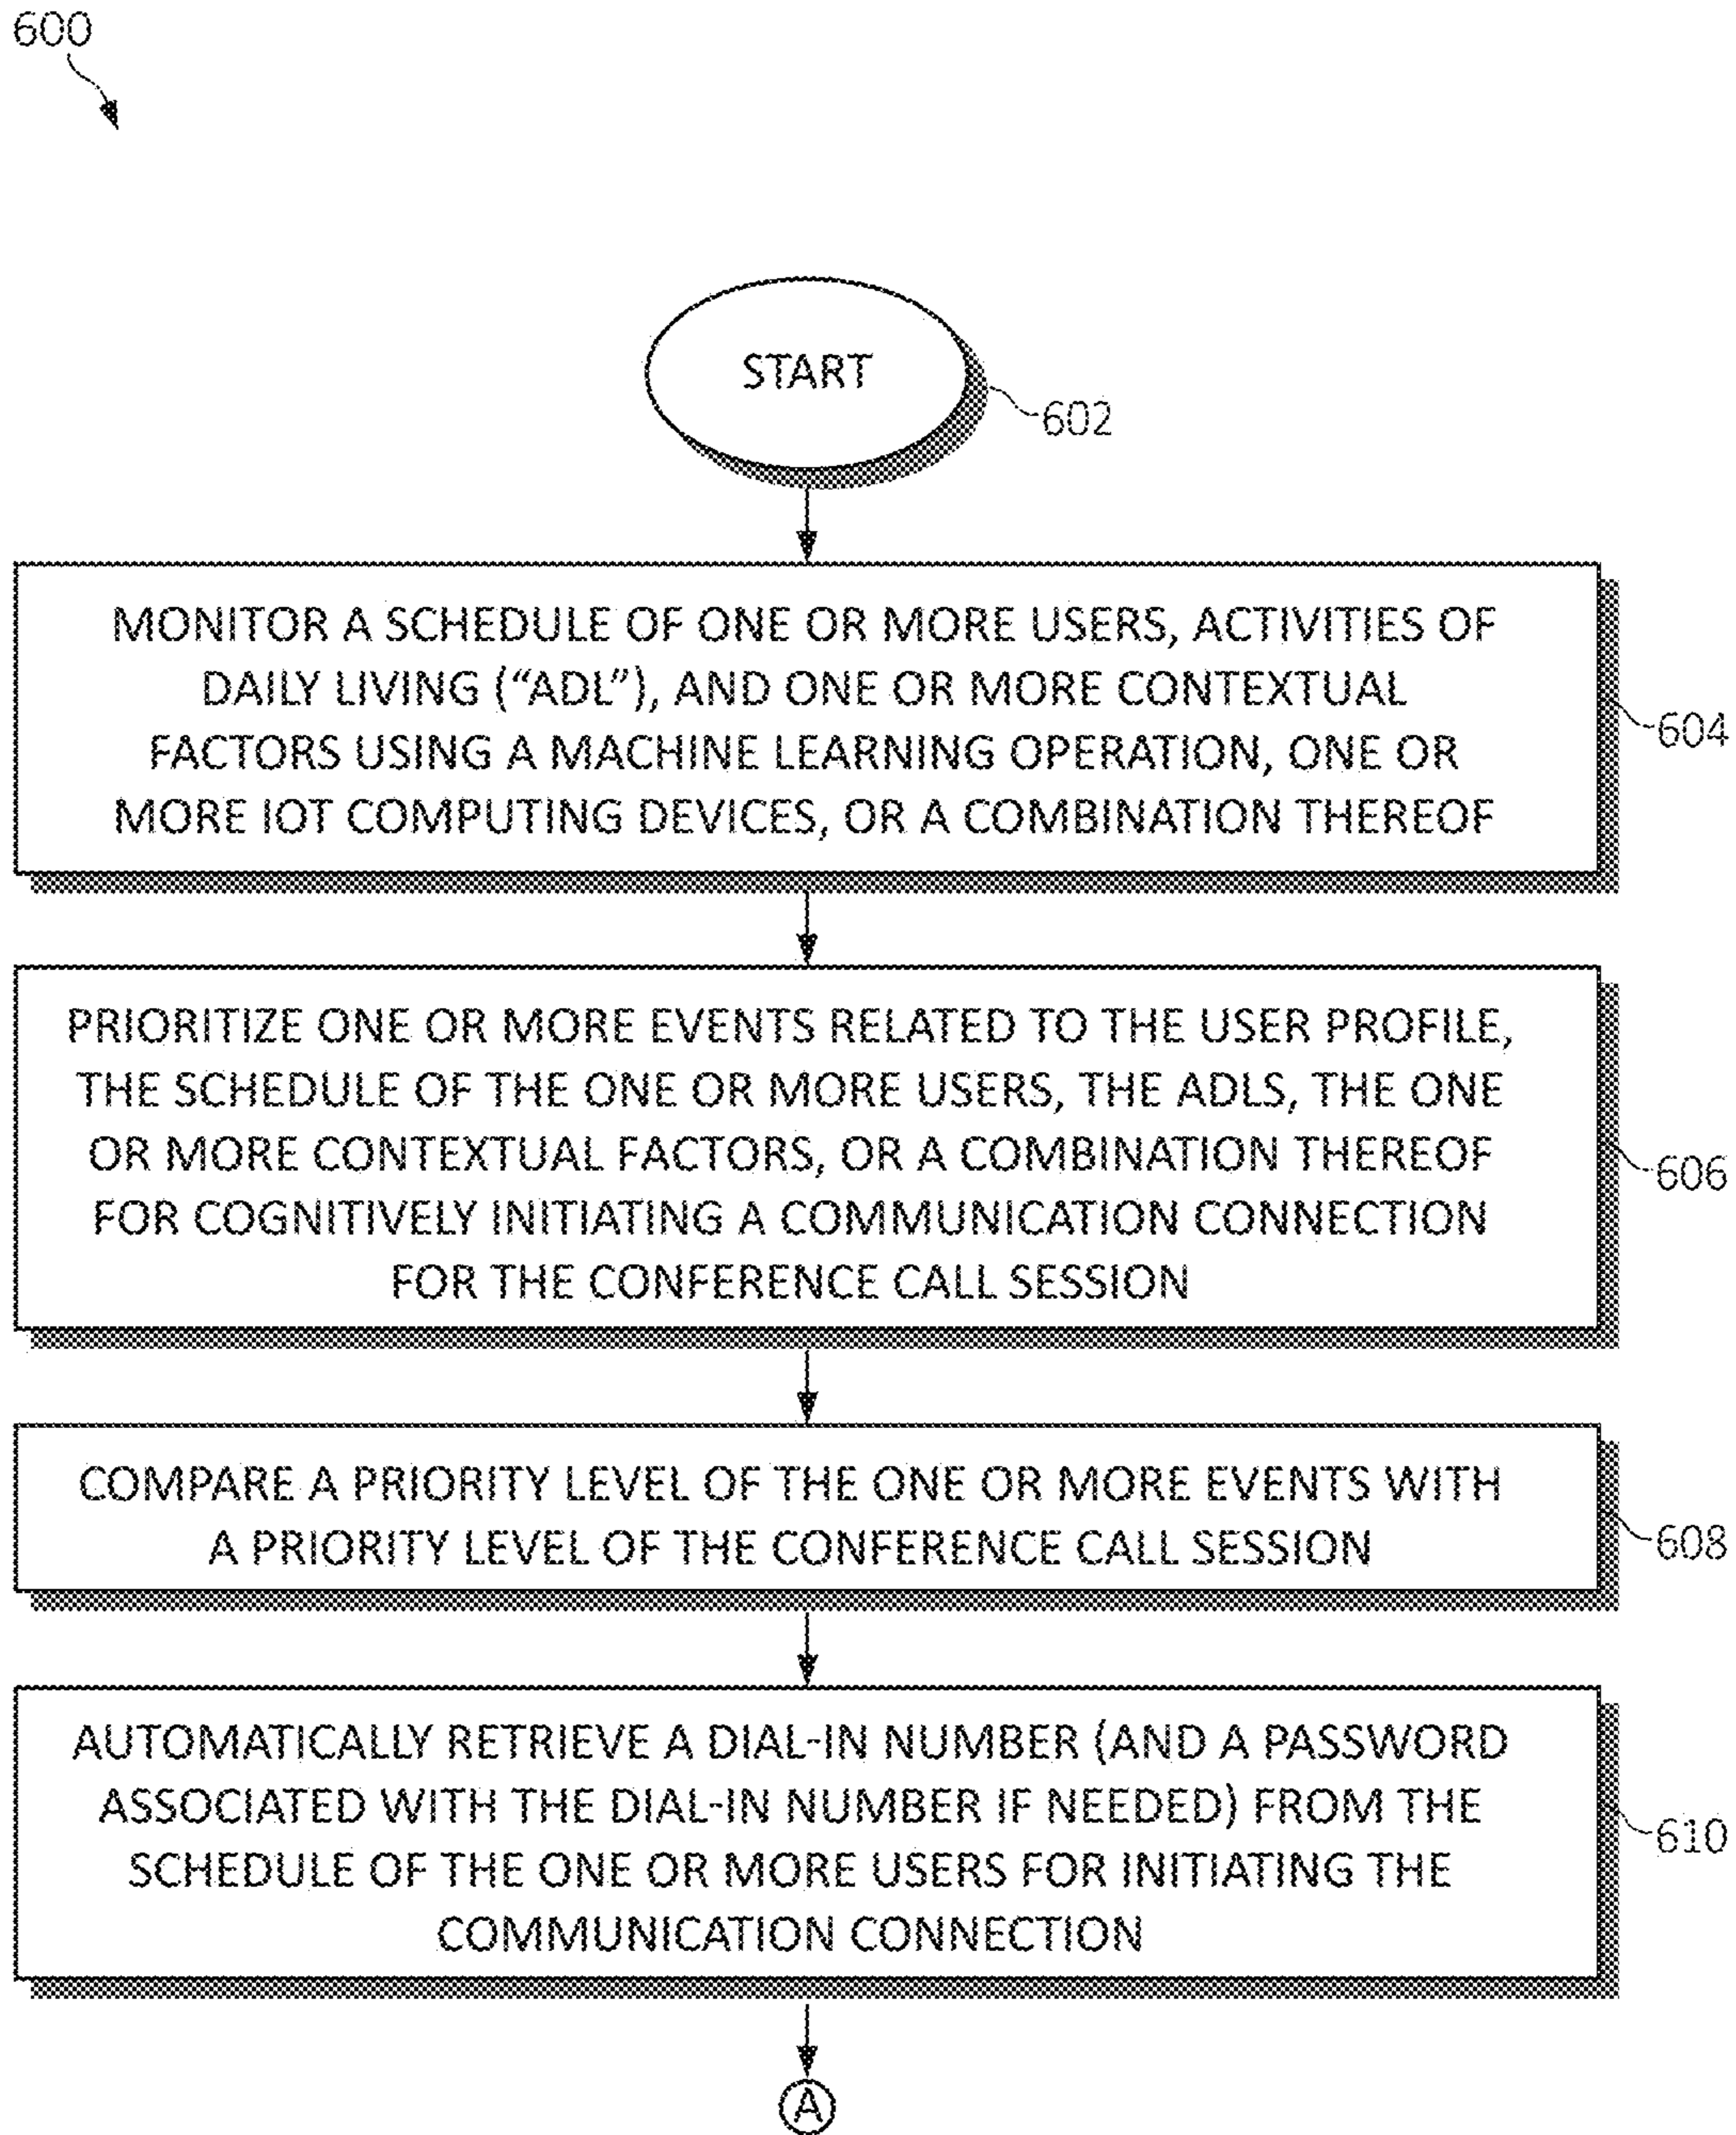 600
START
602
MONITOR A SCHEDULE OF ONE OR MORE USERS, ACTIVITIES OF
DAILY LIVING (“ADL”), AND ONE OR MORE CONTEXTUAL
FACTORS USING A MACHINE LEARNING OPERATION, ONE OR
MORE IOT COMPUTING DEVICES, OR A COMBINATION THEREOF
604
PRIORITIZE ONE OR MORE EVENTS RELATED TO THE USER PROFILE,
THE SCHEDULE OF THE ONE OR MORE USERS, THE ADLS, THE ONE
OR MORE CONTEXTUAL FACTORS, OR A COMBINATION THEREOF
FOR COGNITIVELY INITIATING A COMMUNICATION CONNECTION
FOR THE CONFERENCE CALL SESSION
606
COMPARE A PRIORITY LEVEL OF THE ONE OR MORE EVENTS WITH
A PRIORITY LEVEL OF THE CONFERENCE CALL SESSION
608
AUTOMATICALLY RETRIEVE A DIAL-IN NUMBER (AND A PASSWORD
ASSOCIATED WITH THE DIAL-IN NUMBER IF NEEDED) FROM THE
SCHEDULE OF THE ONE OR MORE USERS FOR INITIATING THE
COMMUNICATION CONNECTION
610
A